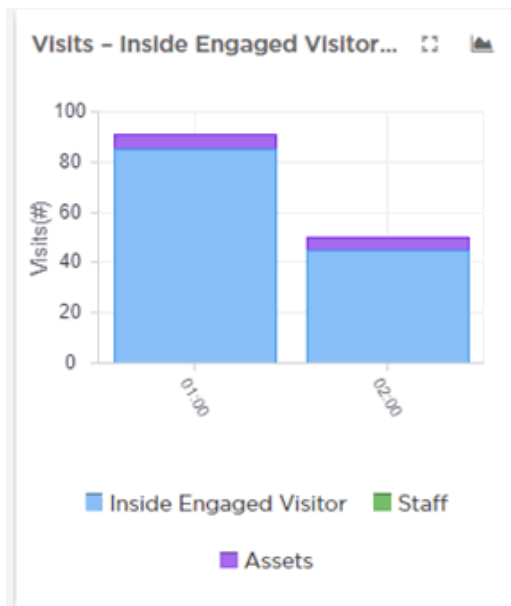 Visits – Inside Engaged Visitor...
100
80
60
40
20
0
Visits(#)
01:00
02:00
Inside Engaged Visitor
Staff
Assets